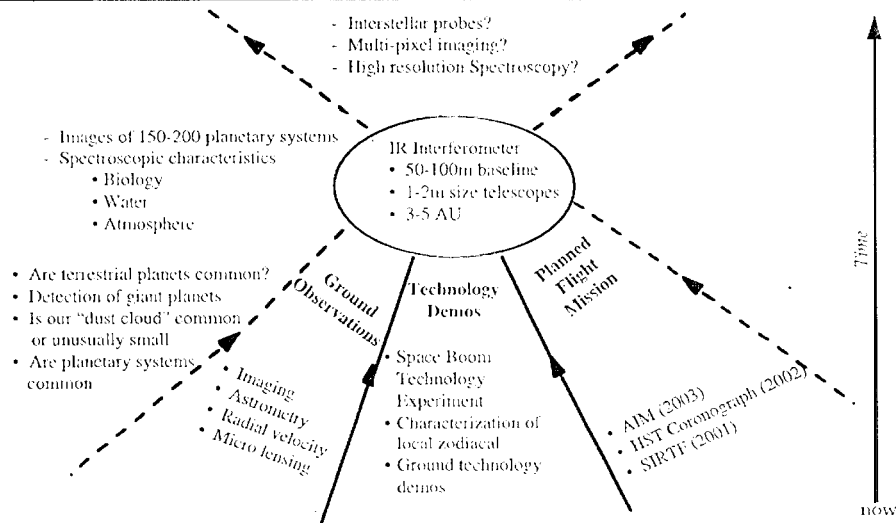 - Interstellar probes?
- Multi-pixel imaging?
- High resolution Spectroscopy?
- Images of 150-200 planetary systems
- Spectroscopic characteristics
• Biology
• Water
• Atmosphere
IR Interferometer
• 50-100m baseline
• 1-2m size telescopes
• 3-5 AU
Time
• Are terrestrial planets common?
• Detection of giant planets
• Is our "dust cloud" common
or unusually small
• Are planetary systems
common
Ground
Observations
• Imaging
• Astrometry
• Radial velocity
• Micro lensing
Technology
Demos
• Space Boom
Technology
Experiment
• Characterization of
local zodiacal
• Ground technology
demos
Planned
Flight
Mission
• AIM (2003)
• HST Coronograph (2002)
• SIRTF (2001)
now